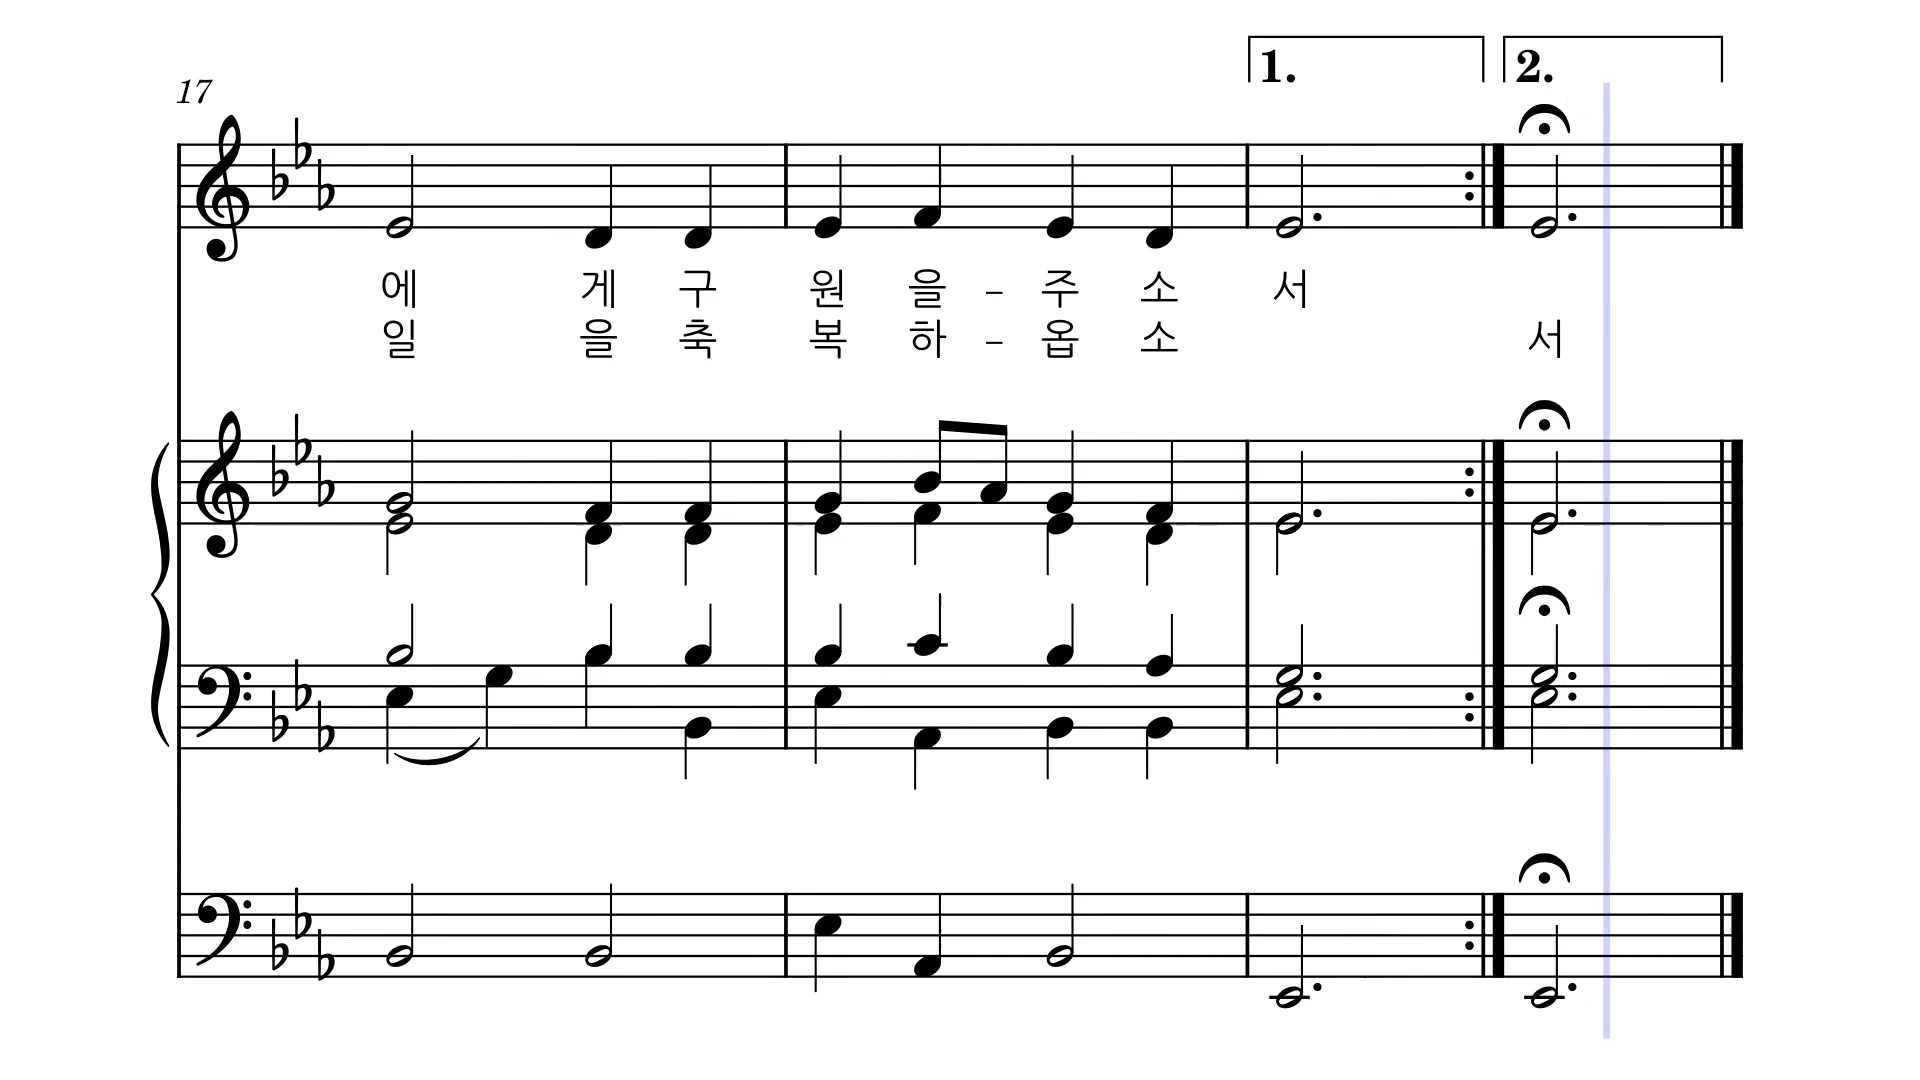 1. 2.
17
에 게 구 원 을 - 주 소 서
일 을 축 복 하 - 옵 소 서